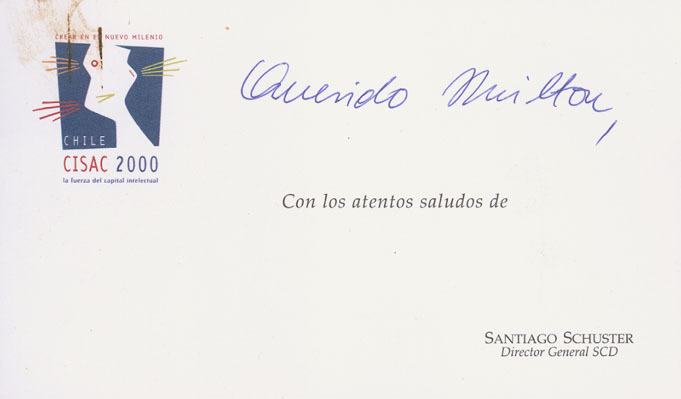 CREAR EN EL NUEVO MILENIO
Querido Milton,
CHILE
CISAC 2000
la fuerza del capital intelectual
Con los atentos saludos de
SANTIAGO SCHUSTER
Director General SCD